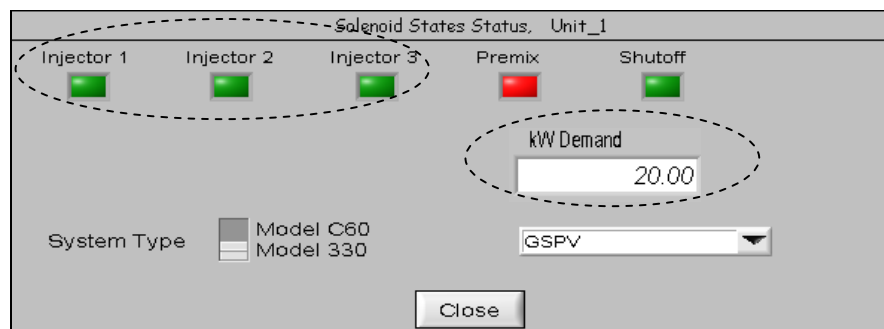 Solenoid States Status, Unit_1
Injector 1 Injector 2 Injector 3 Premix Shutoff
kW Demand
20.00
System Type Model C60
Model 330
GSPV
Close